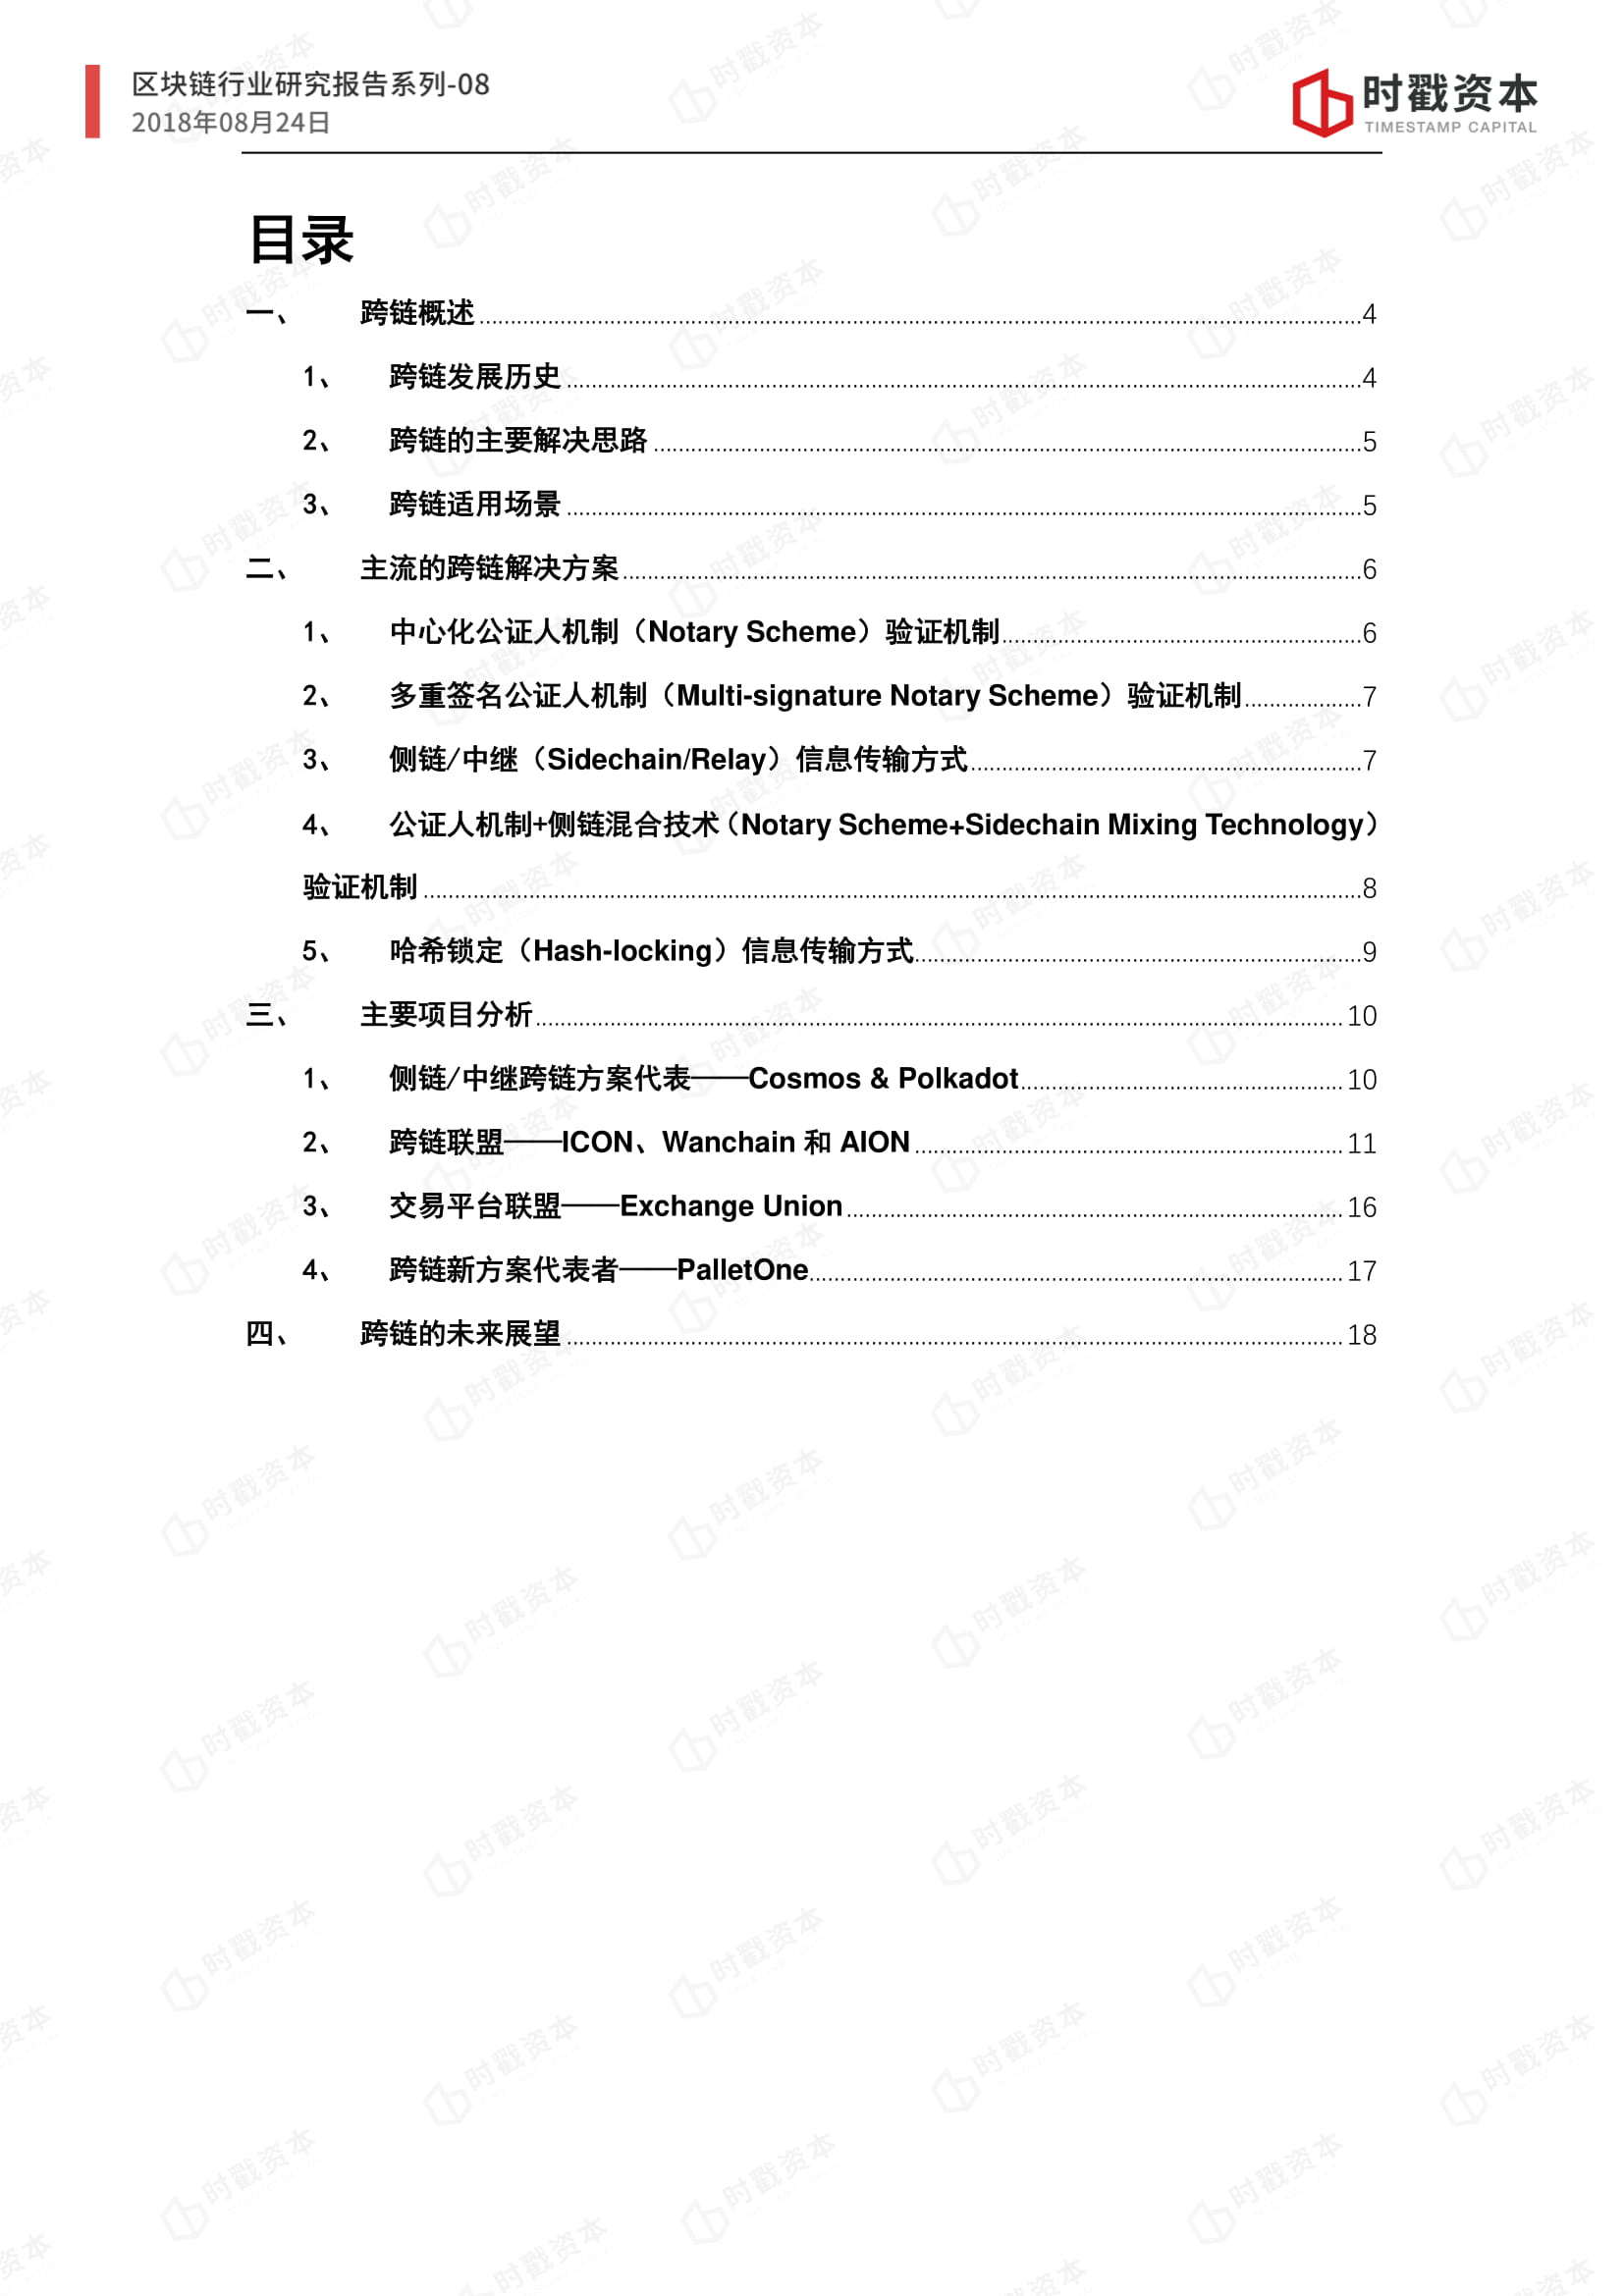 区块链行业研究报告系列-08
2018年08月24日
时戳资本
TIMESTAMP CAPITAL
目录
一、 跨链概述 4
1、 跨链发展历史 4
2、 跨链的主要解决思路 5
3、 跨链适用场景 5
二、 主流的跨链解决方案 6
1、 中心化公证人机制（Notary Scheme）验证机制 6
2、 多重签名公证人机制（Multi-signature Notary Scheme）验证机制 7
3、 侧链/中继（Sidechain/Relay）信息传输方式 7
4、 公证人机制+侧链混合技术（Notary Scheme+Sidechain Mixing Technology）
验证机制 8
5、 哈希锁定（Hash-locking）信息传输方式 9
三、 主要项目分析 10
1、 侧链/中继跨链方案代表——Cosmos & Polkadot 10
2、 跨链联盟——ICON、Wanchain 和 AION 11
3、 交易平台联盟——Exchange Union 16
4、 跨链新方案代表者——PalletOne 17
四、 跨链的未来展望 18